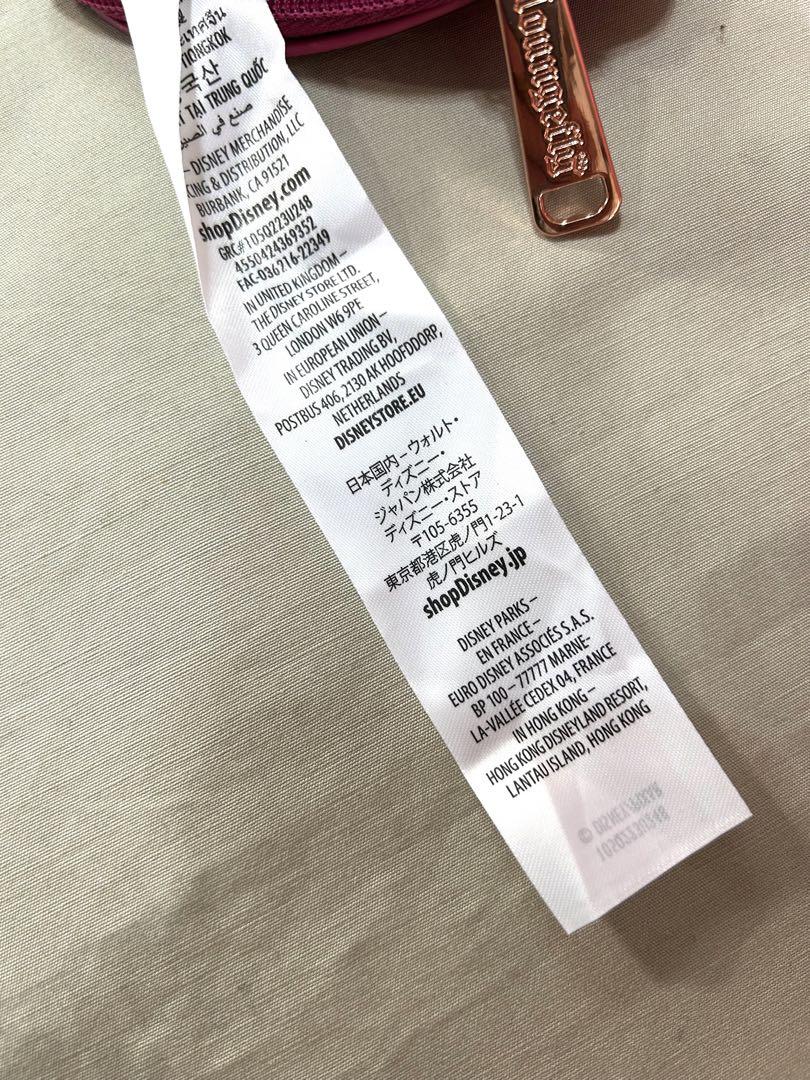 TIONGKOK
국산
TẠI TRUNG QUỐC
صنع في الصين
– DISNEY MERCHANDISE
CING & DISTRIBUTION, LLC
BURBANK, CA 91521
shopDisney.com
GRC#105Q223U248
4550424369352
FAC-036216-22349
IN UNITED KINGDOM –
THE DISNEY STORE LTD.
3 QUEEN CAROLINE STREET,
LONDON W6 9PE
IN EUROPEAN UNION –
DISNEY TRADING BV,
POSTBUS 406, 2130 AK HOOFDDORP,
NETHERLANDS
DISNEYSTORE.EU
日本国内 – ウォルト・
ディズニー・
ジャパン株式会社
ディズニー・ストア
〒105-6355
東京都港区虎ノ門1-23-1
虎ノ門ヒルズ
shopDisney.jp
DISNEY PARKS –
EN FRANCE –
EURO DISNEY ASSOCIÉS S.A.S.
BP 100 – 77777 MARNE-
LA-VALLÉE CEDEX 04, FRANCE
IN HONG KONG –
HONG KONG DISNEYLAND RESORT,
LANTAU ISLAND, HONG KONG
loungefly